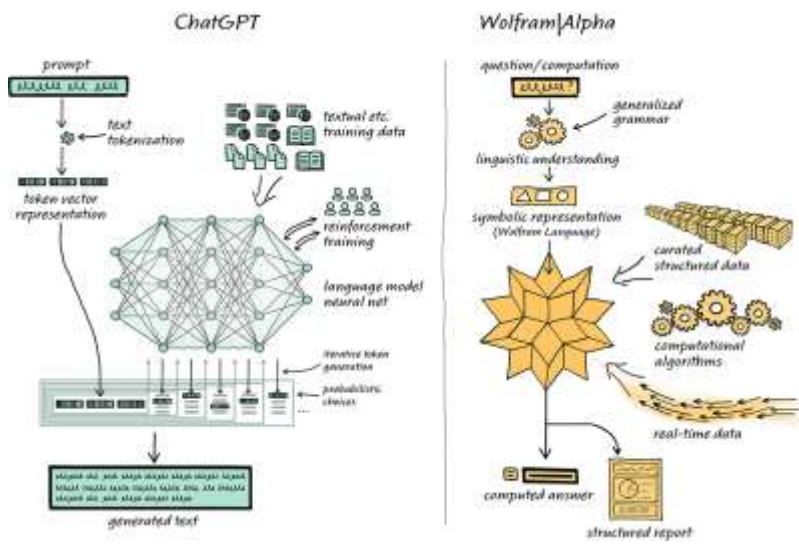 ChatGPT
prompt
text
tokenization
token vector
representation
textual etc.
training data
reinforcement
training
language model
neural net
iterative token
generation
probabilistic
choices
...
generated text
Wolfram|Alpha
question/computation
generalized
grammar
linguistic understanding
symbolic representation
(Wolfram Language)
curated
structured data
computational
algorithms
real-time data
computed answer
structured report